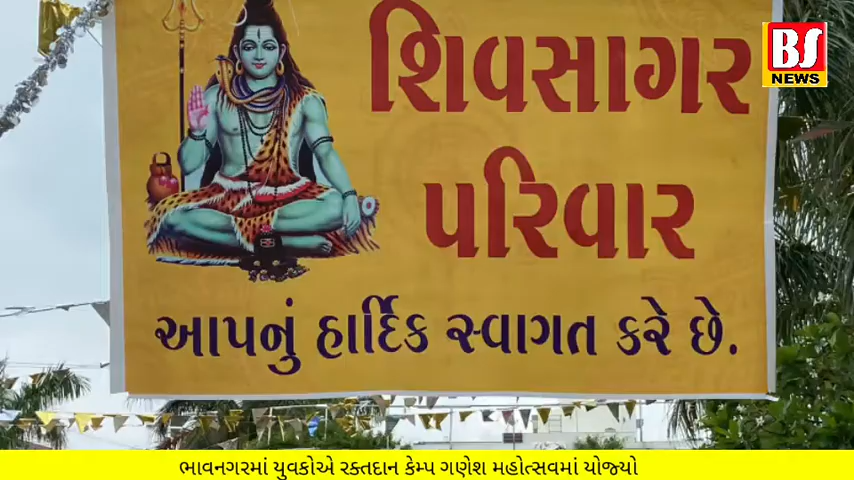 શિવસાગર
BS
NEWS
પરિવાર
આપનું હાર્દિક સ્વાગત કરે છે.
ભાવનગરમાં યુવકોએ રક્તદાન કેમ્પ ગણેશ મહોત્સવમાં યોજ્યો